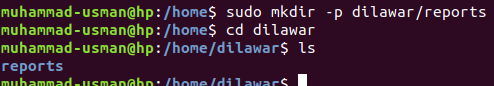 muhammad-usman@hp:/home$ sudo mkdir -p dilawar/reports
muhammad-usman@hp:/home$ cd dilawar
muhammad-usman@hp:/home/dilawar$ ls
reports
muhammad-usman@hp:/home/dilawar$